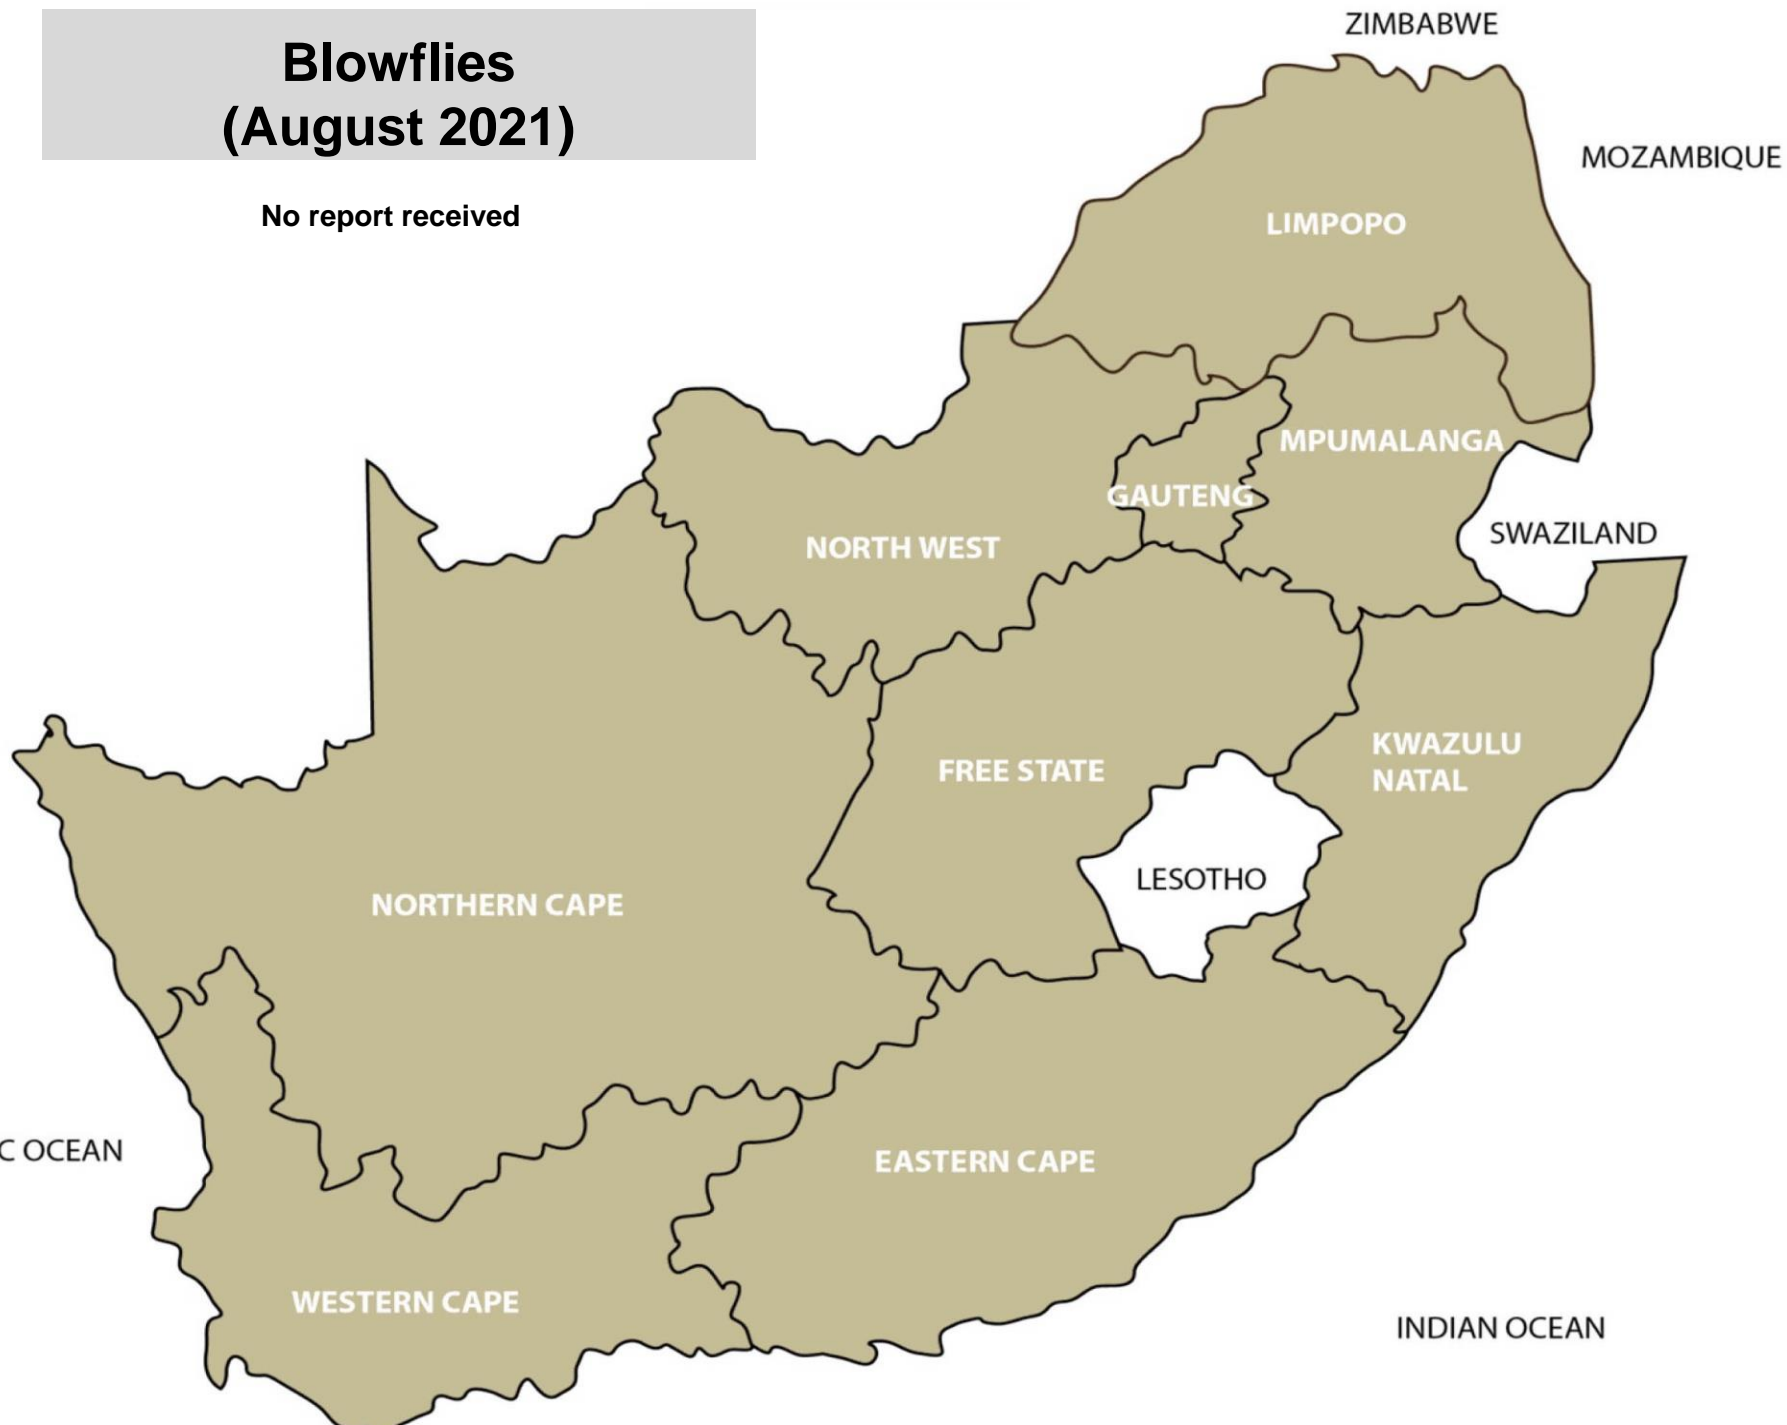 Blowflies
(August 2021)
No report received
ZIMBABWE
MOZAMBIQUE
LIMPOPO
MPUMALANGA
GAUTENG
NORTH WEST
SWAZILAND
KWAZULU
NATAL
FREE STATE
LESOTHO
NORTHERN CAPE
C OCEAN
EASTERN CAPE
WESTERN CAPE
INDIAN OCEAN